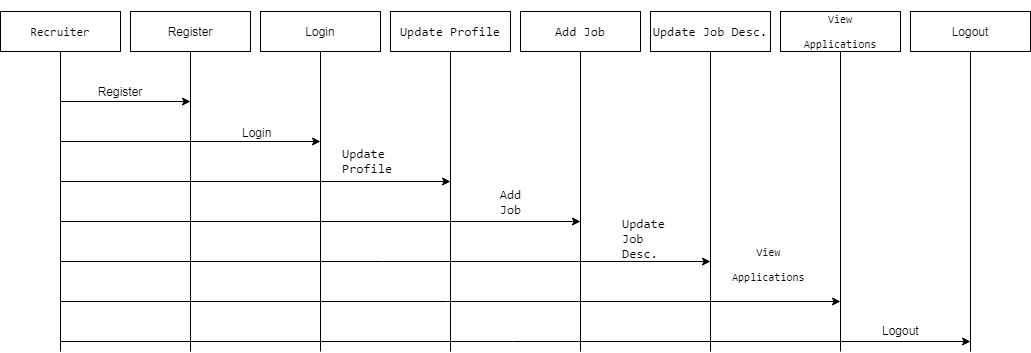 Recruiter
Register
Login
Update Profile
Add Job
Update Job Desc.
View
Applications
Logout
Register
Login
Update
Profile
Add
Job
Update
Job
Desc.
View
Applications
Logout